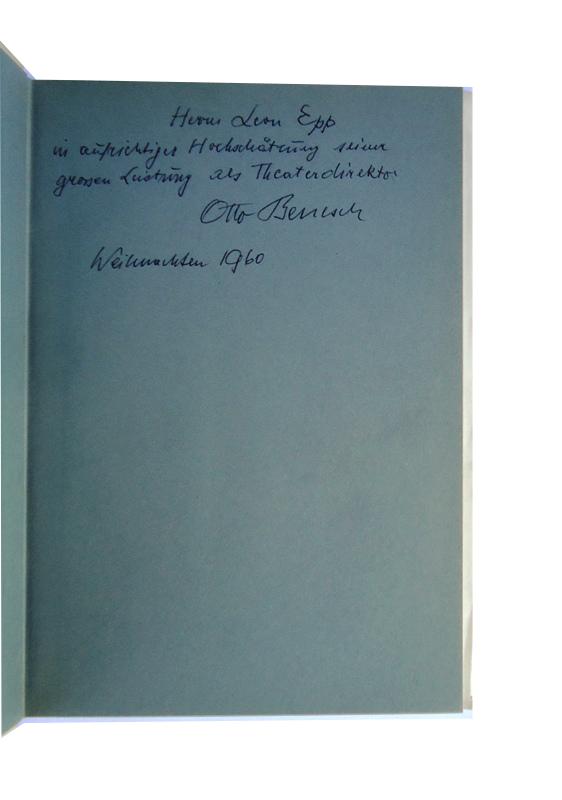 Herrn Leon Epp
in aufrichtiger Hochschätzung seiner
grossen Leistung als Theaterdirektor
Otto Benesch
Weihnachten 1960